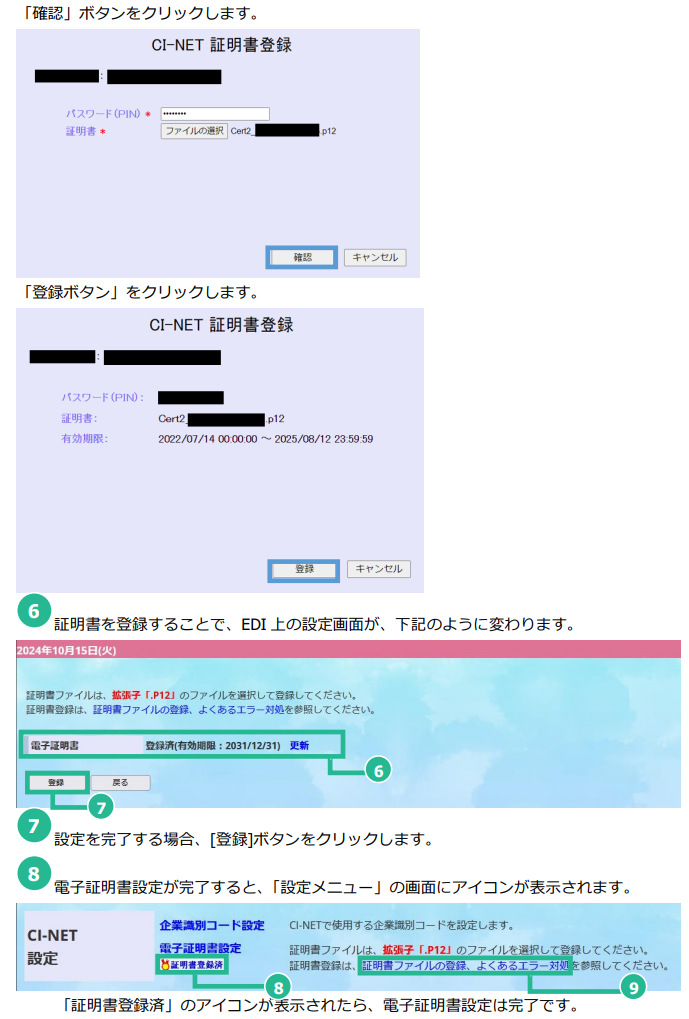 「確認」ボタンをクリックします。
CI-NET 証明書登録
:
パスワード(PIN) * ••••••••
証明書 * ファイルの選択 Cert2_ .p12
確認 キャンセル
「登録ボタン」をクリックします。
CI-NET 証明書登録
:
パスワード(PIN):
証明書: Cert2_ .p12
有効期限: 2022/07/14 00:00:00 ～ 2025/08/12 23:59:59
登録 キャンセル
6 証明書を登録することで、EDI 上の設定画面が、下記のように変わります。
2024年10月15日(火)
証明書ファイルは、拡張子「.P12」のファイルを選択して登録してください。
証明書登録は、証明書ファイルの登録、よくあるエラー対処を参照してください。
電子証明書 登録済(有効期限：2031/12/31) 更新
6
登録 戻る
7
7 設定を完了する場合、[登録]ボタンをクリックします。
8 電子証明書設定が完了すると、「設定メニュー」の画面にアイコンが表示されます。
CI-NET
設定
企業識別コード設定 CI-NETで使用する企業識別コードを設定します。
電子証明書設定 証明書ファイルは、拡張子「.P12」のファイルを選択して登録してください。
証明書登録済 証明書登録は、証明書ファイルの登録、よくあるエラー対処を参照してください。
8 9
「証明書登録済」のアイコンが表示されたら、電子証明書設定は完了です。